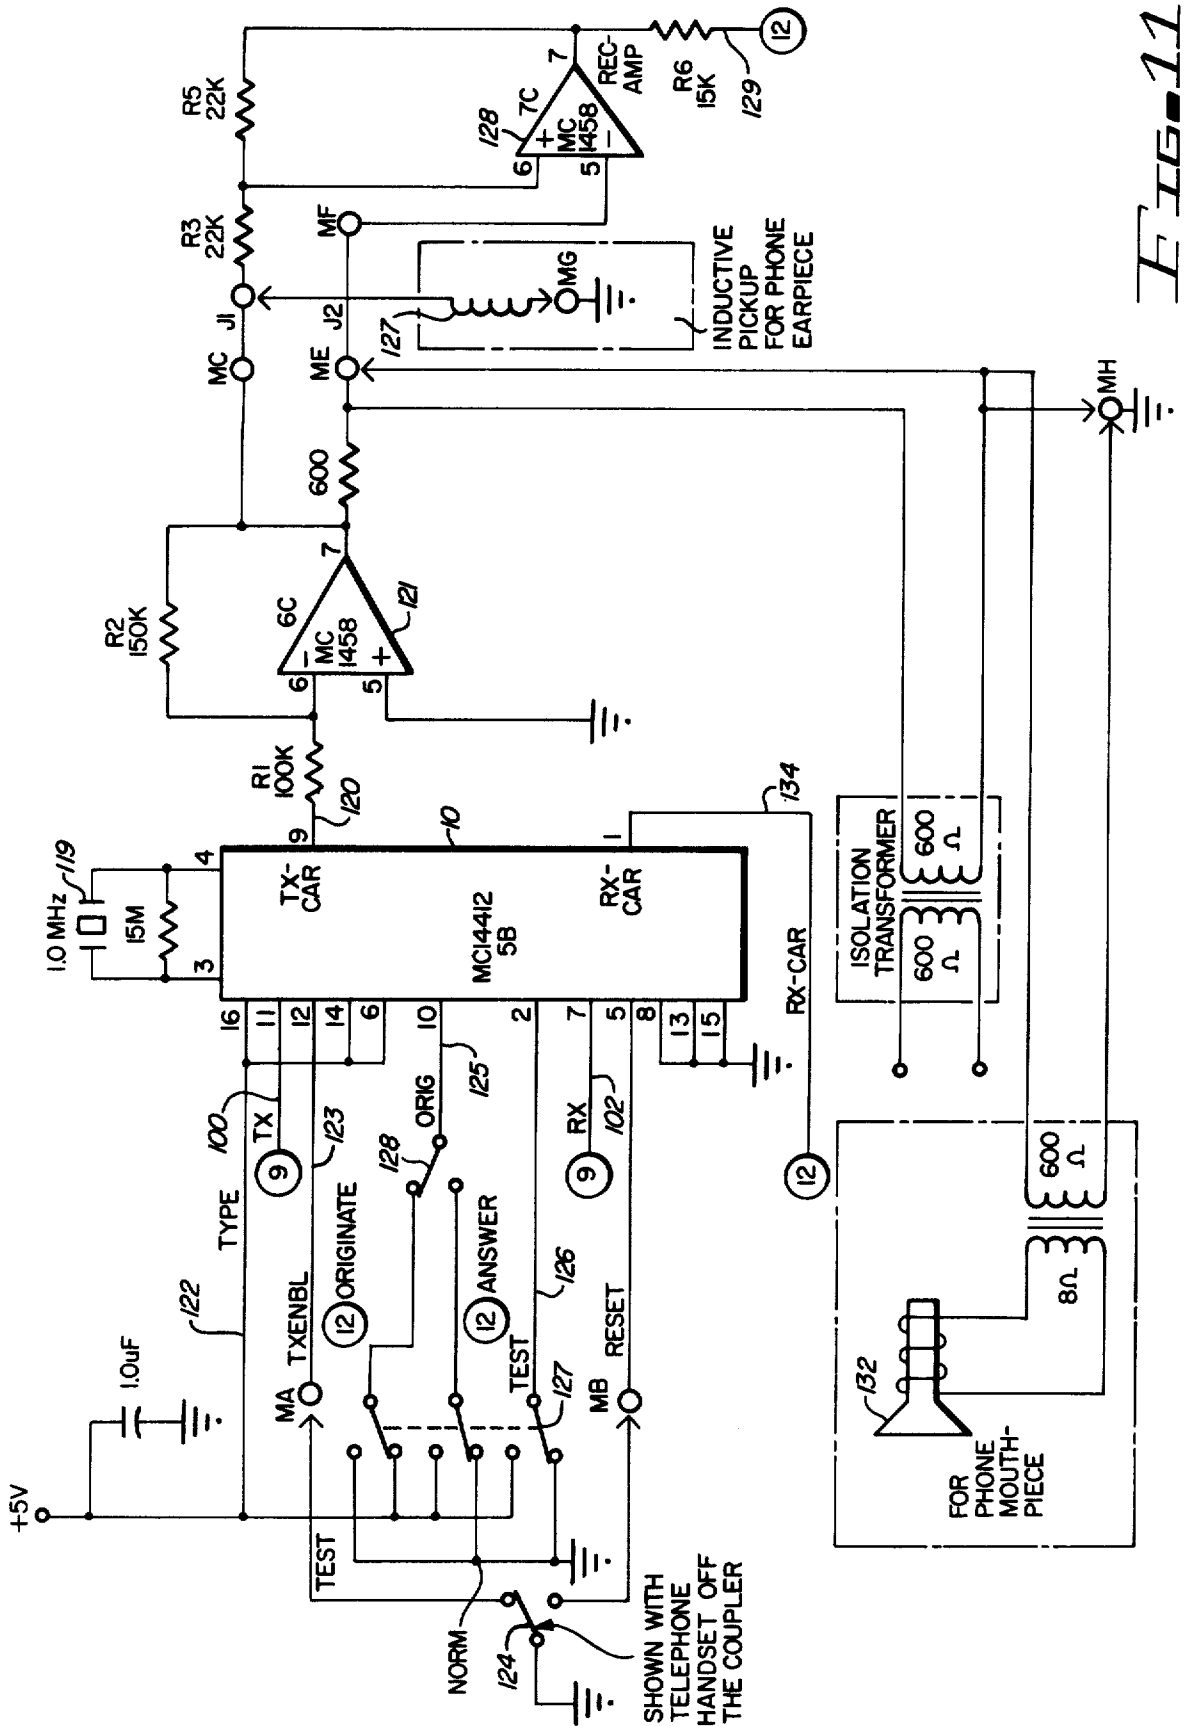 +5V
1.0uF
122
TYPE
100
TX
9
MA
TXENBL
123
TEST
12 ORIGINATE
128
ORIG
125
12 ANSWER
NORM
124
TEST
126
127
RX
9
102
MB
RESET
SHOWN WITH
TELEPHONE
HANDSET OFF
THE COUPLER
16
11
12
14
6
10
2
7
5
8
13
15
1.0 MHz
119
15M
3
4
TX-
CAR
MC14412
5B
RX-
CAR
10
9
1
120
R1
100K
R2
150K
6
5
6C
MC
1458
-
+
7
121
600
134
RX-CAR
12
MC
J1
R3
22K
R5
22K
ME
J2
MF
127
MG
INDUCTIVE
PICKUP
FOR PHONE
EARPIECE
6
5
128
7C
+
MC
1458
-
7
REC-
AMP
R6
15K
129
12
ISOLATION
TRANSFORMER
600
Ω
600
Ω
MH
132
FOR
PHONE
MOUTH-
PIECE
8Ω
600
Ω
FIG-11